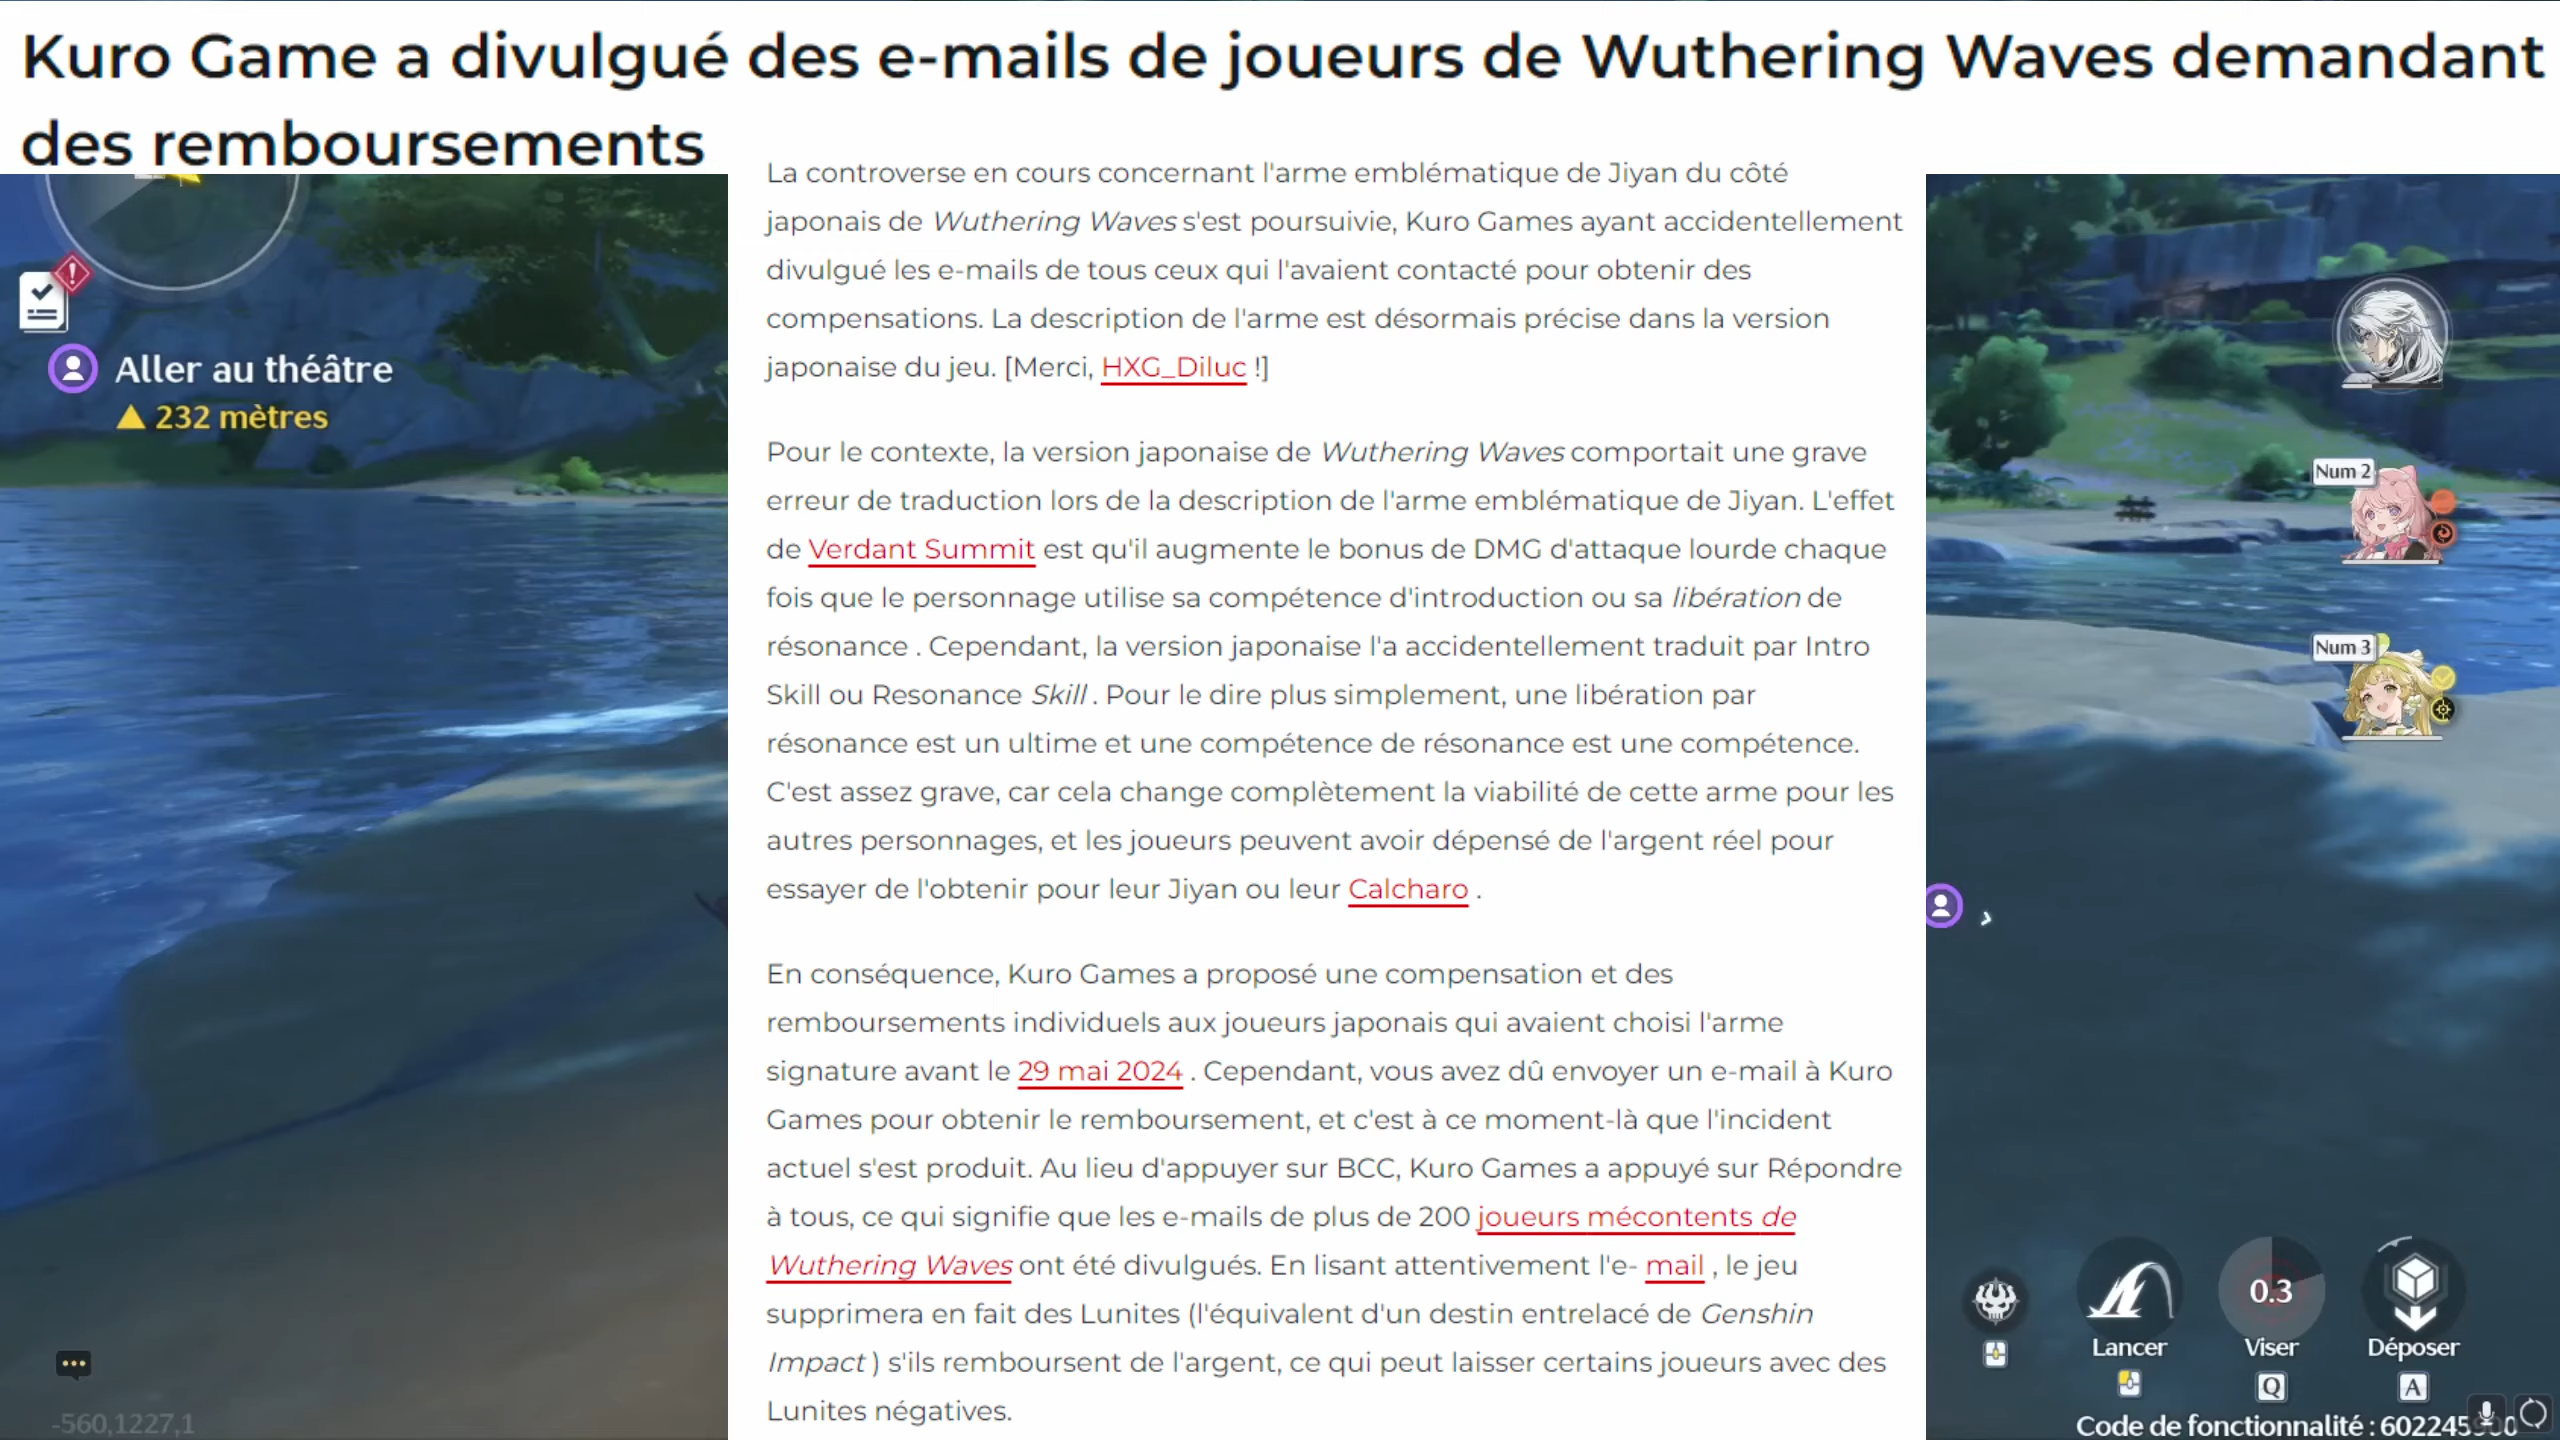 Kuro Game a divulgué des e-mails de joueurs de Wuthering Waves demandant
des remboursements
La controverse en cours concernant l'arme emblématique de Jiyan du côté
japonais de Wuthering Waves s'est poursuivie, Kuro Games ayant accidentellement
divulgué les e-mails de tous ceux qui l'avaient contacté pour obtenir des
compensations. La description de l'arme est désormais précise dans la version
japonaise du jeu. [Merci, HXG_Diluc !]
Pour le contexte, la version japonaise de Wuthering Waves comportait une grave
erreur de traduction lors de la description de l'arme emblématique de Jiyan. L'effet
de Verdant Summit est qu'il augmente le bonus de DMG d'attaque lourde chaque
fois que le personnage utilise sa compétence d'introduction ou sa libération de
résonance . Cependant, la version japonaise l'a accidentellement traduit par Intro
Skill ou Resonance Skill . Pour le dire plus simplement, une libération par
résonance est un ultime et une compétence de résonance est une compétence.
C'est assez grave, car cela change complètement la viabilité de cette arme pour les
autres personnages, et les joueurs peuvent avoir dépensé de l'argent réel pour
essayer de l'obtenir pour leur Jiyan ou leur Calcharo .
En conséquence, Kuro Games a proposé une compensation et des
remboursements individuels aux joueurs japonais qui avaient choisi l'arme
signature avant le 29 mai 2024 . Cependant, vous avez dû envoyer un e-mail à Kuro
Games pour obtenir le remboursement, et c'est à ce moment-là que l'incident
actuel s'est produit. Au lieu d'appuyer sur BCC, Kuro Games a appuyé sur Répondre
à tous, ce qui signifie que les e-mails de plus de 200 joueurs mécontents de
Wuthering Waves ont été divulgués. En lisant attentivement l'e- mail , le jeu
supprimera en fait des Lunites (l'équivalent d'un destin entrelacé de Genshin
Impact ) s'ils remboursent de l'argent, ce qui peut laisser certains joueurs avec des
Lunites négatives.
Aller au théâtre
232 mètres
-560,1227,1
Num 2
Num 3
0.3
Lancer
Viser
Déposer
Q
A
Code de fonctionnalité :